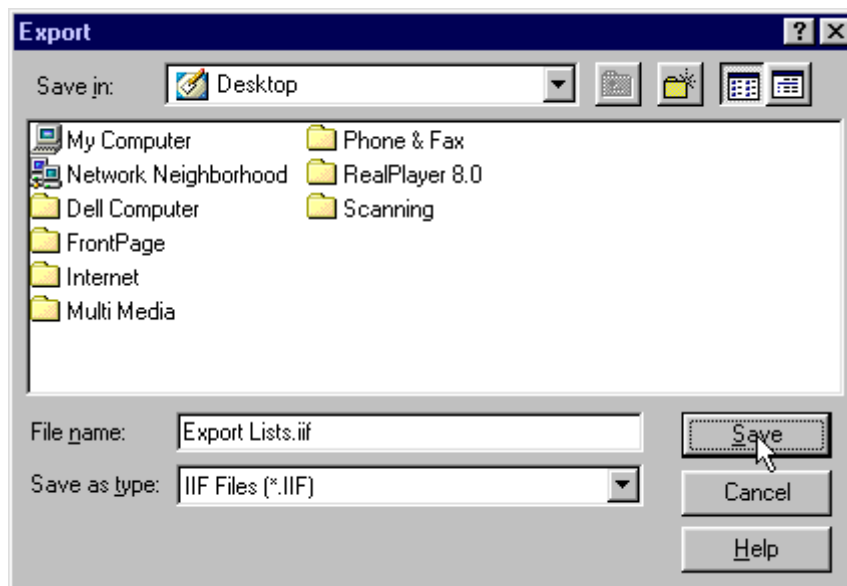 Export
Save in: Desktop
My Computer
Network Neighborhood
Dell Computer
FrontPage
Internet
Multi Media
Phone & Fax
RealPlayer 8.0
Scanning
File name: Export Lists.iif
Save
Save as type: IIF Files (*.IIF)
Cancel
Help